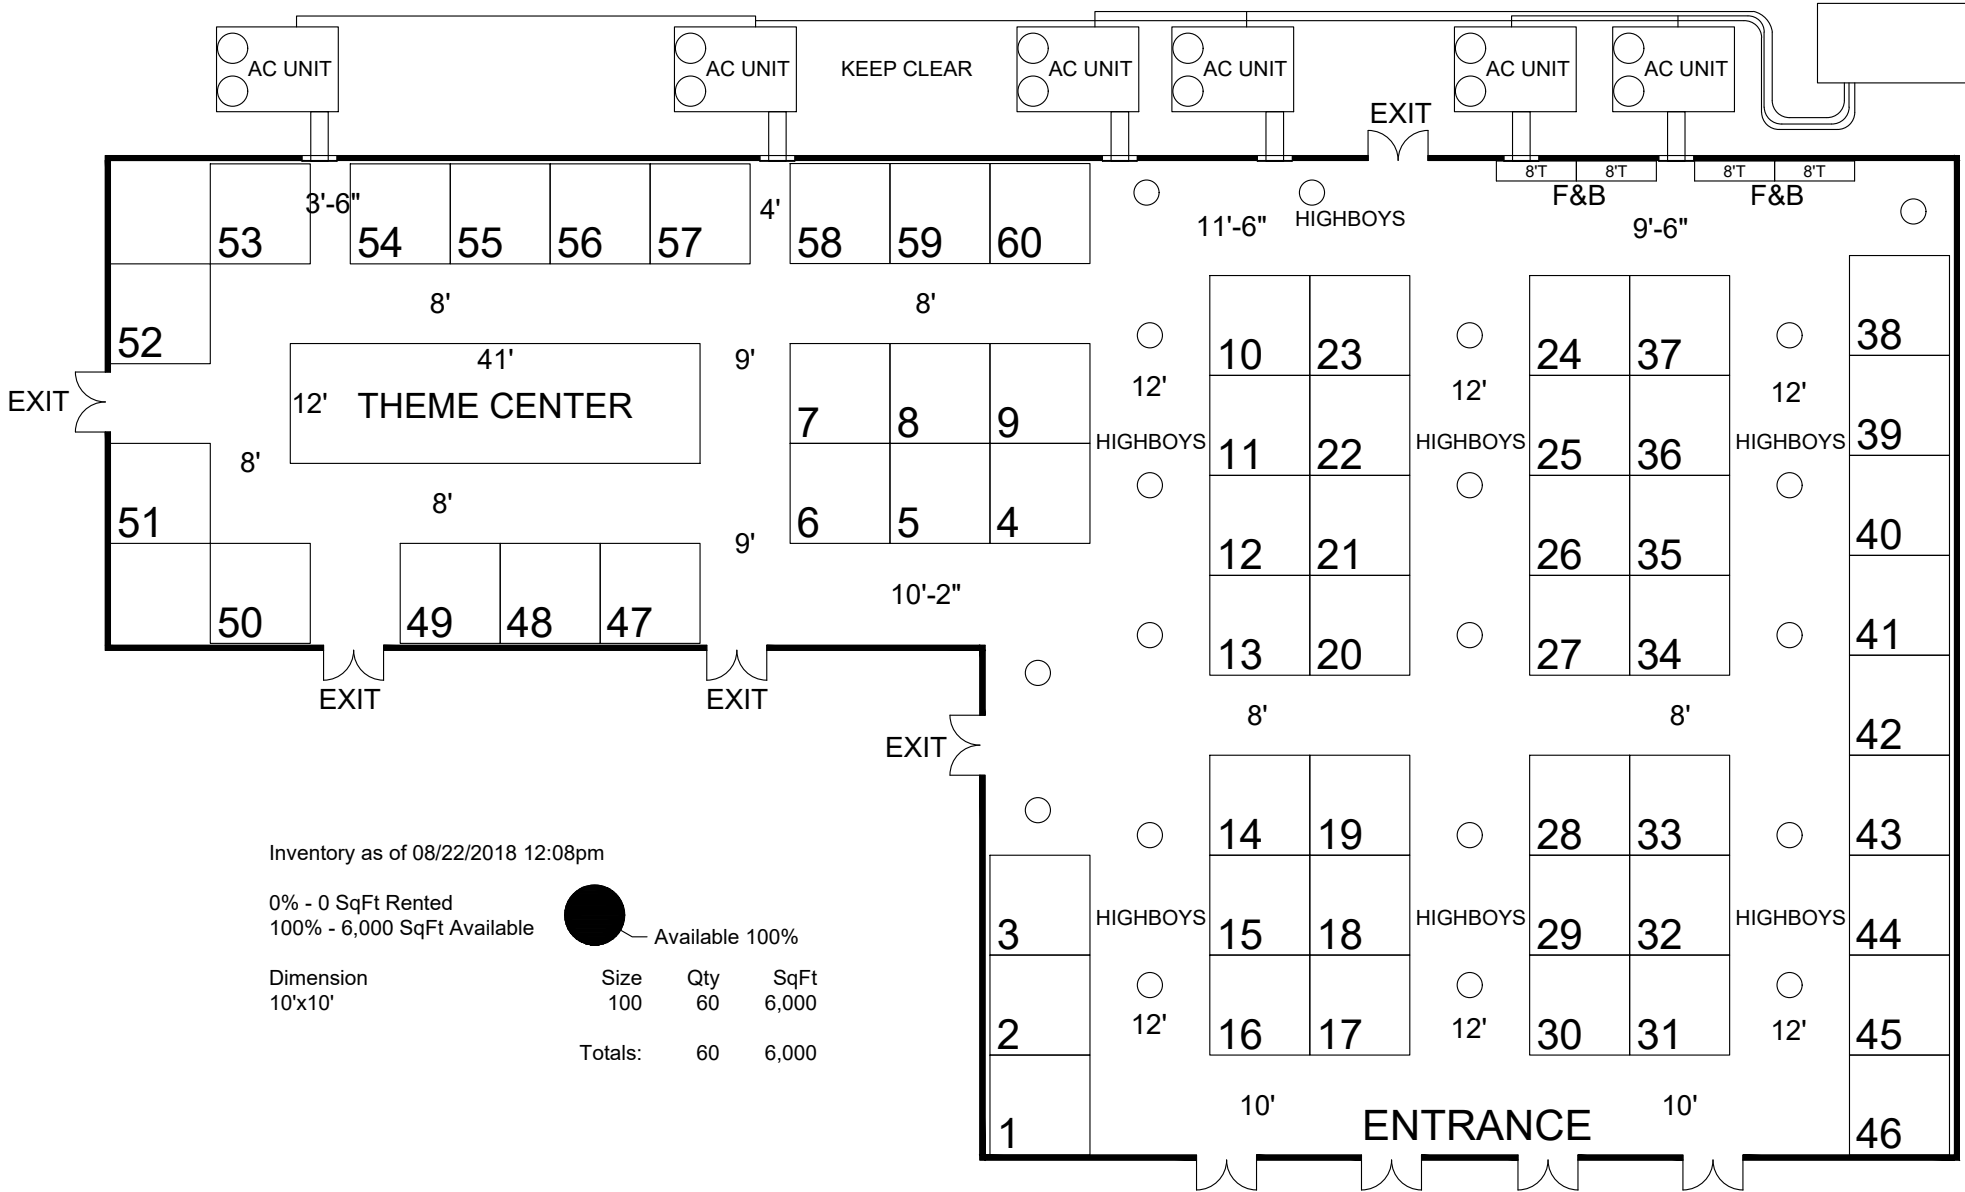 AC UNIT
AC UNIT
KEEP CLEAR
AC UNIT
AC UNIT
AC UNIT
AC UNIT
EXIT
8'T 8'T
8'T 8'T
F&B
F&B
3'-6"
4'
11'-6"
HIGHBOYS
9'-6"
53
54
55
56
57
58
59
60
8'
8'
52
41'
9'
10
23
24
37
38
EXIT
12'
THEME CENTER
12'
12'
12'
7
8
9
HIGHBOYS
11
22
HIGHBOYS
25
36
HIGHBOYS
39
8'
8'
51
6
5
4
9'
12
21
26
35
40
10'-2"
50
49
48
47
13
20
27
34
41
EXIT
EXIT
8'
8'
EXIT
42
14
19
28
33
43
Inventory as of 08/22/2018 12:08pm
0% - 0 SqFt Rented
100% - 6,000 SqFt Available
Available 100%
3
HIGHBOYS
15
18
HIGHBOYS
29
32
HIGHBOYS
44
Dimension Size Qty SqFt
10'x10' 100 60 6,000
Totals: 60 6,000
2
12'
16
17
12'
30
31
12'
45
10'
10'
ENTRANCE
1
46